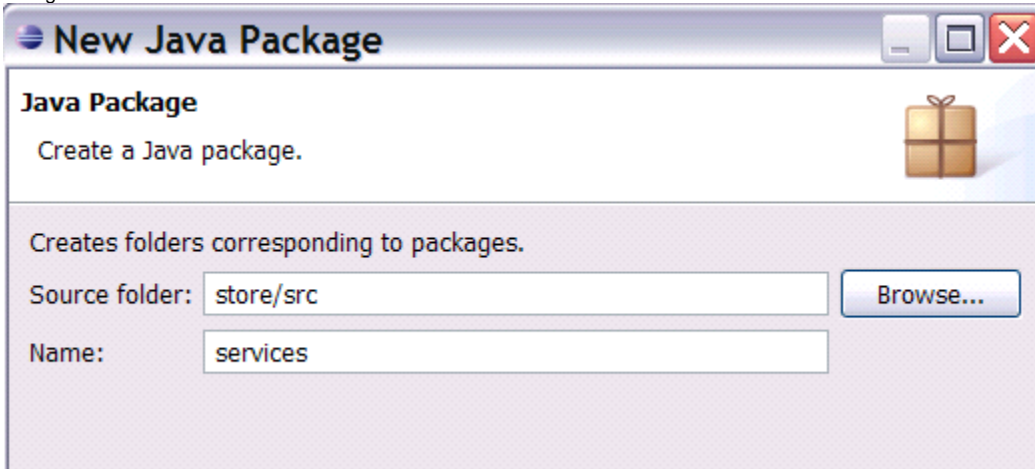 New Java Package
Java Package
Create a Java package.
Creates folders corresponding to packages.
Source folder: store/src Browse...
Name: services